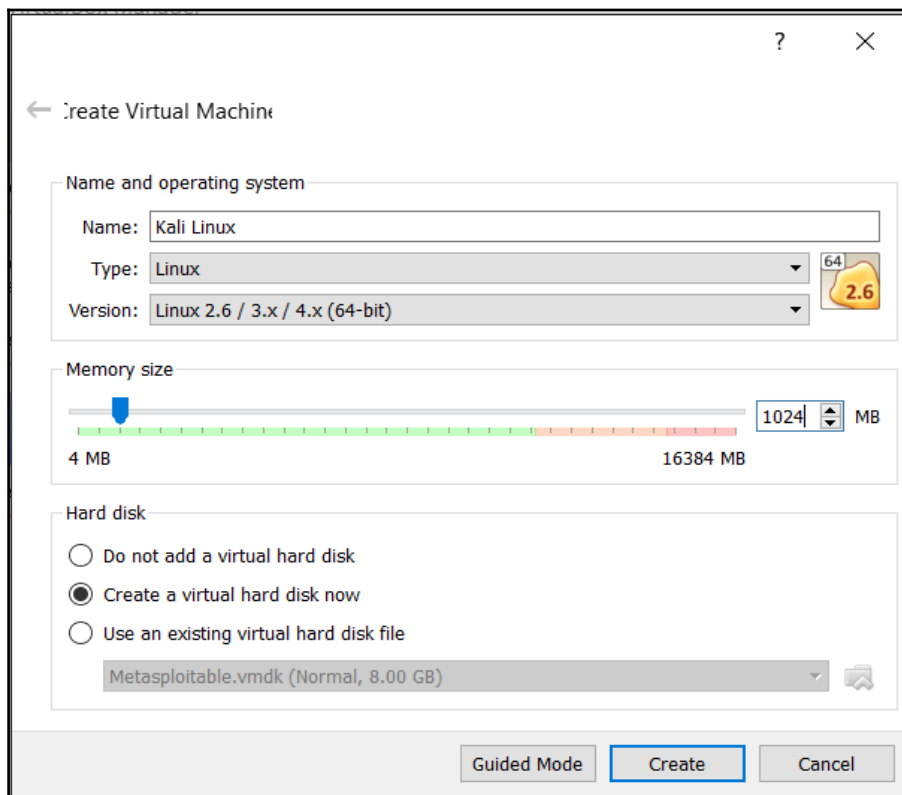 ?
Create Virtual Machine
Name and operating system
Name: Kali Linux
Type: Linux
64
Version: Linux 2.6 / 3.x / 4.x (64-bit)
2.6
Memory size
1024 MB
4 MB 16384 MB
Hard disk
Do not add a virtual hard disk
Create a virtual hard disk now
Use an existing virtual hard disk file
Metasploitable.vmdk (Normal, 8.00 GB)
Guided Mode Create Cancel